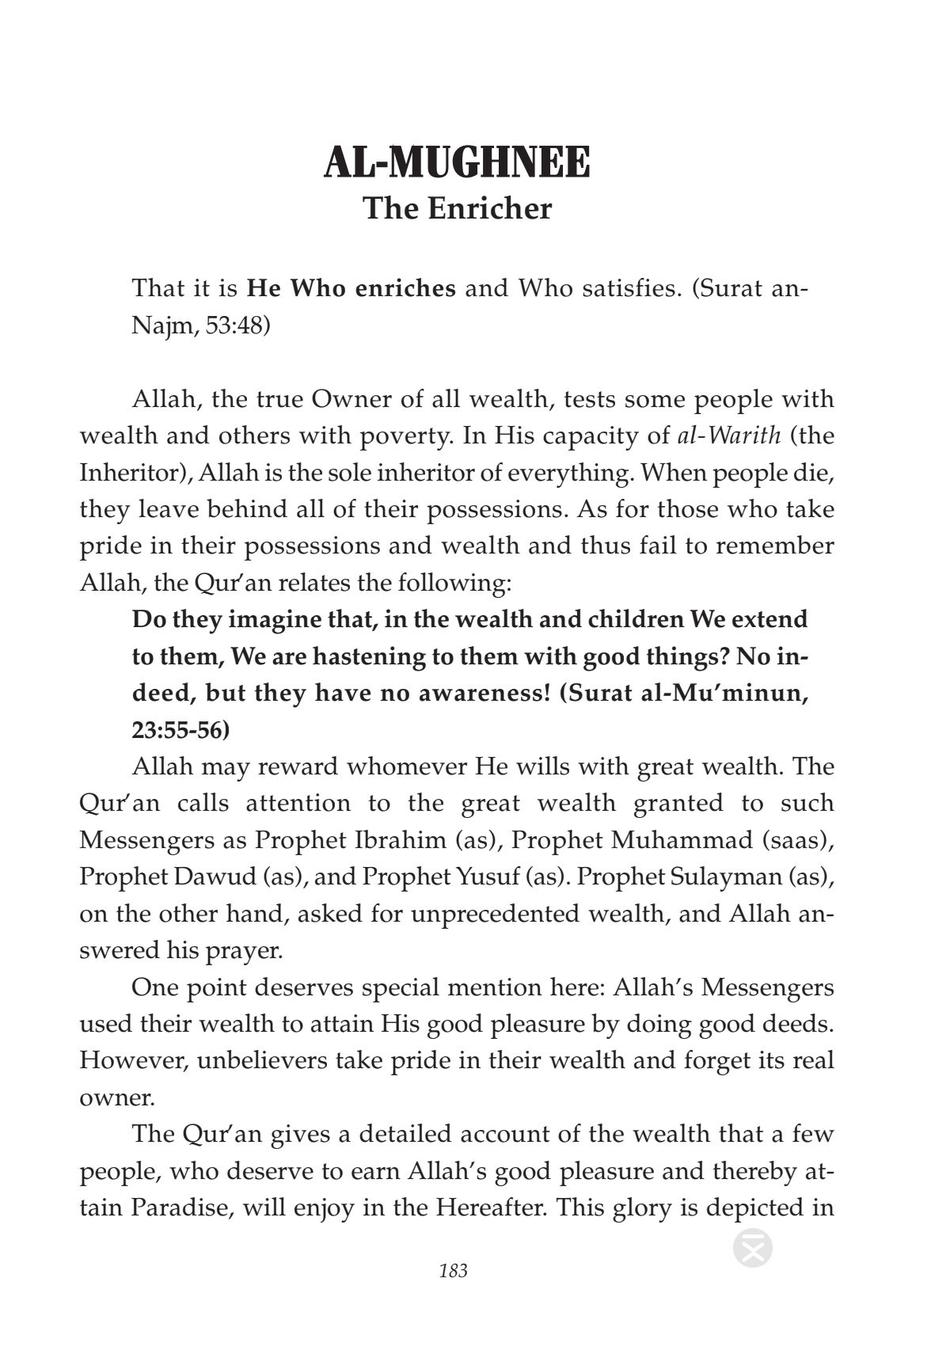 AL-MUGHNEE
The Enricher
That it is He Who enriches and Who satisfies. (Surat an-
Najm, 53:48)
Allah, the true Owner of all wealth, tests some people with
wealth and others with poverty. In His capacity of al-Warith (the
Inheritor), Allah is the sole inheritor of everything. When people die,
they leave behind all of their possessions. As for those who take
pride in their possessions and wealth and thus fail to remember
Allah, the Qur'an relates the following:
Do they imagine that, in the wealth and children We extend
to them, We are hastening to them with good things? No in-
deed, but they have no awareness! (Surat al-Mu’minun,
23:55-56)
Allah may reward whomever He wills with great wealth. The
Qur'an calls attention to the great wealth granted to such
Messengers as Prophet Ibrahim (as), Prophet Muhammad (saas),
Prophet Dawud (as), and Prophet Yusuf (as). Prophet Sulayman (as),
on the other hand, asked for unprecedented wealth, and Allah an-
swered his prayer.
One point deserves special mention here: Allah’s Messengers
used their wealth to attain His good pleasure by doing good deeds.
However, unbelievers take pride in their wealth and forget its real
owner.
The Qur'an gives a detailed account of the wealth that a few
people, who deserve to earn Allah’s good pleasure and thereby at-
tain Paradise, will enjoy in the Hereafter. This glory is depicted in
183